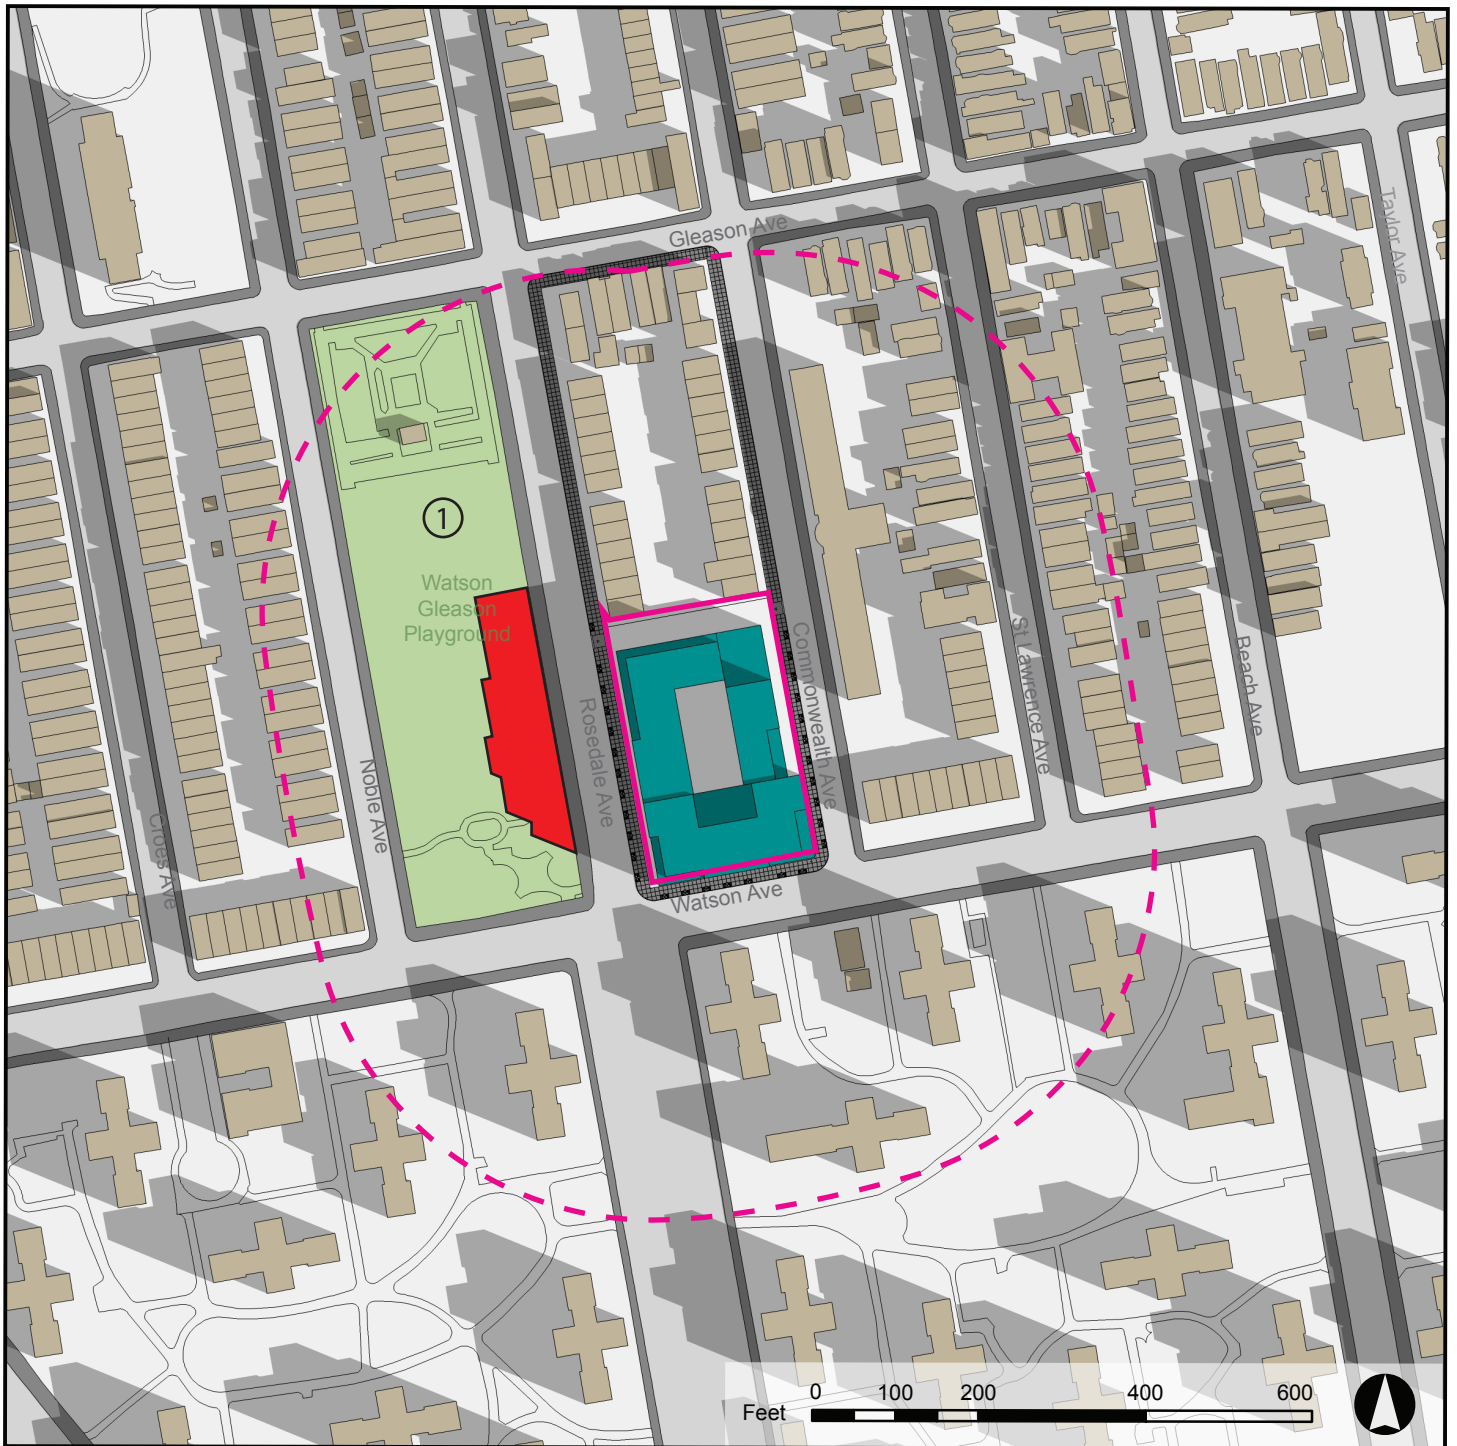 Gleason Ave
Taylor Ave
1
Watson
Gleason
Playground
Commonwealth Ave
St Lawrence Ave
Beach Ave
Rosedale Ave
Noble Ave
Croes Ave
Watson Ave
0 100 200 400 600
Feet